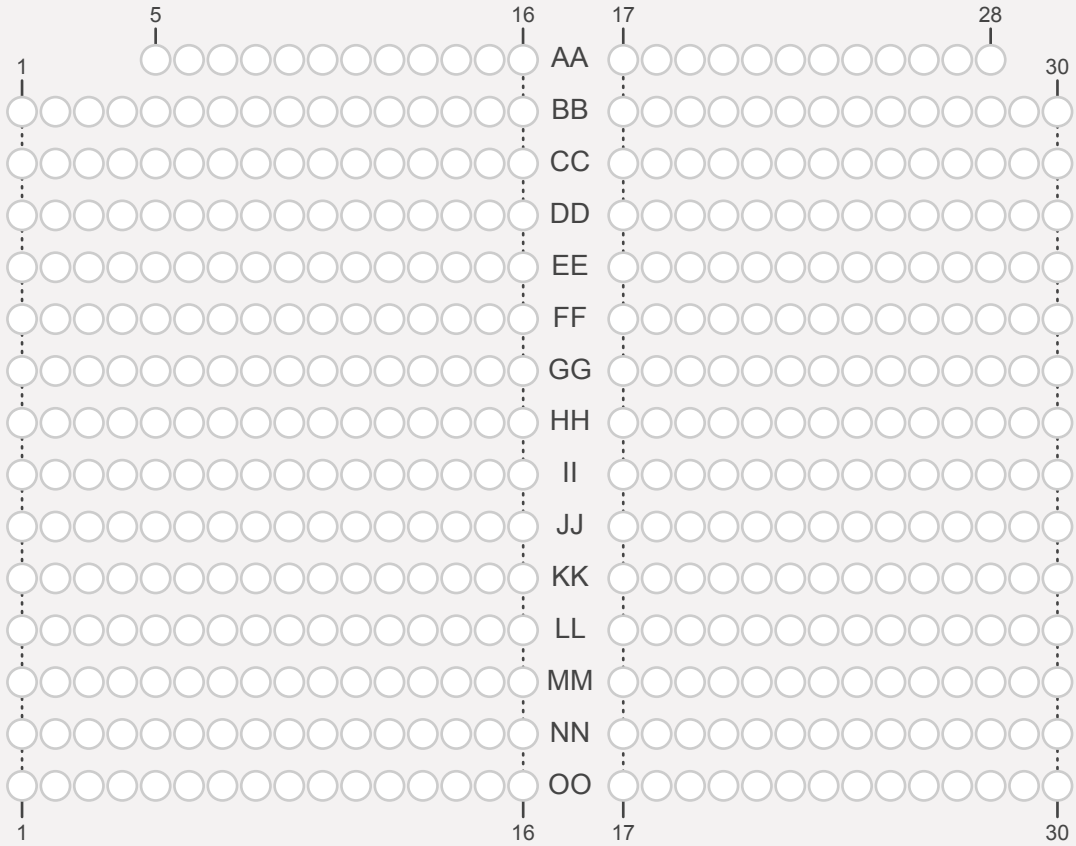 5 16 17 28
AA
1 30
BB
CC
DD
EE
FF
GG
HH
II
JJ
KK
LL
MM
NN
OO
1 16 17 30